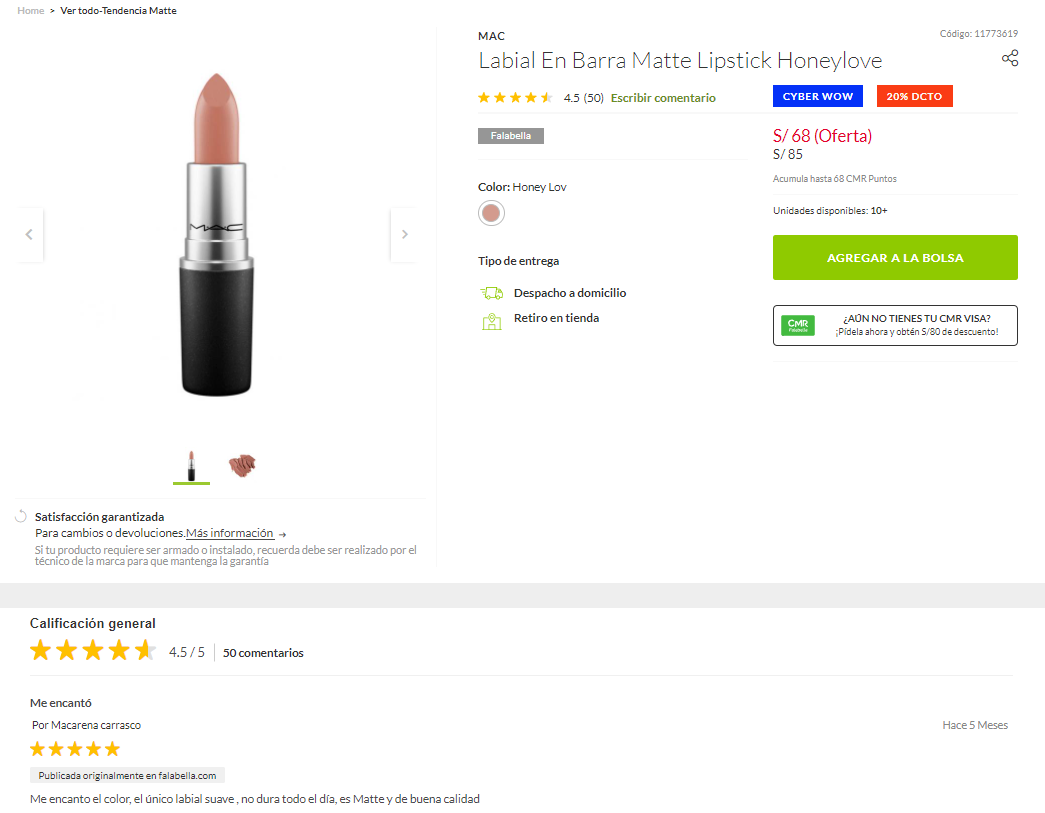 Home > Ver todo-Tendencia Matte
MAC
Código: 11773619
Labial En Barra Matte Lipstick Honeylove
4.5 (50) Escribir comentario
CYBER WOW
20% DCTO
Falabella
S/ 68 (Oferta)
S/ 85
Acumula hasta 68 CMR Puntos
Color: Honey Lov
Unidades disponibles: 10+
AGREGAR A LA BOLSA
Tipo de entrega
Despacho a domicilio
Retiro en tienda
CMR
Falabella
¿AÚN NO TIENES TU CMR VISA?
¡Pídela ahora y obtén S/80 de descuento!
MAC
Satisfacción garantizada
Para cambios o devoluciones.Más información →
Si tu producto requiere ser armado o instalado, recuerda debe ser realizado por el
técnico de la marca para que mantenga la garantía
Calificación general
4.5 / 5 50 comentarios
Me encantó
Por Macarena carrasco
Hace 5 Meses
Publicada originalmente en falabella.com
Me encanto el color, el único labial suave , no dura todo el día, es Matte y de buena calidad